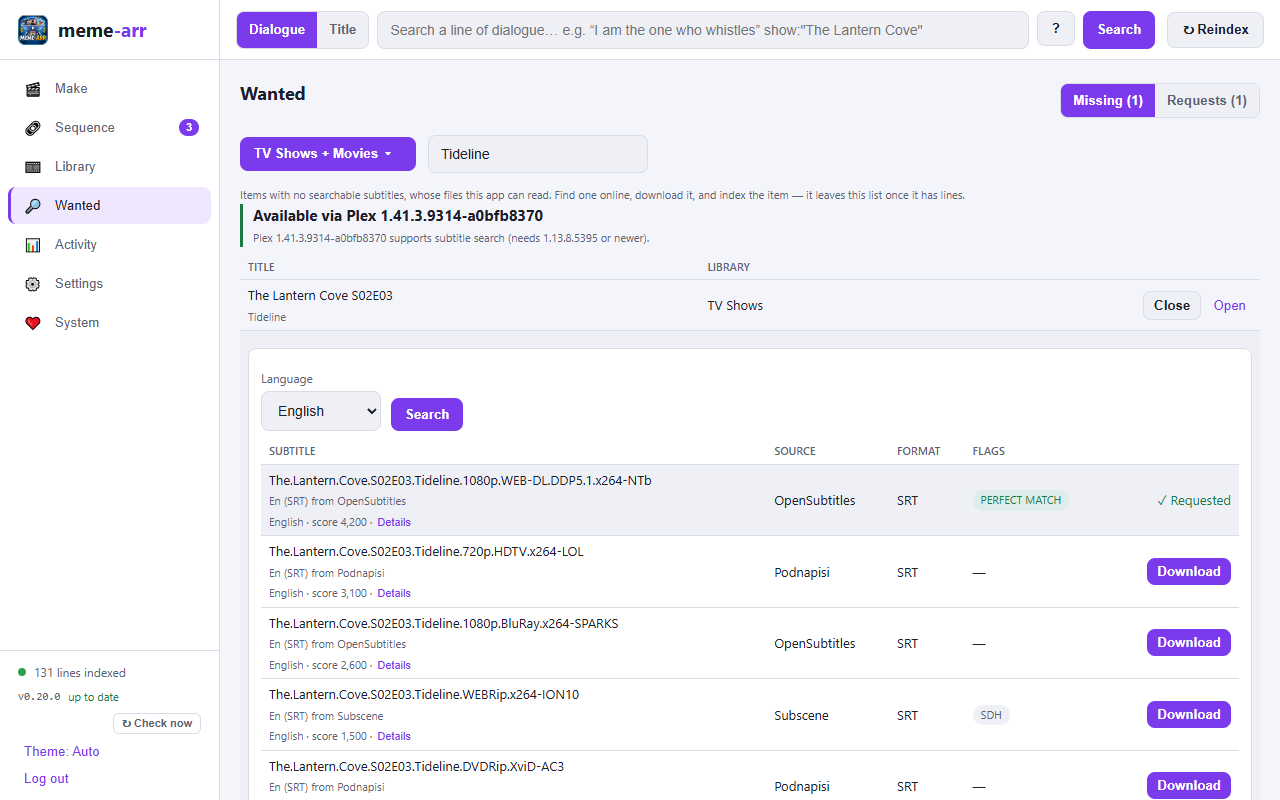 meme-arr
Dialogue Title
Search a line of dialogue... e.g. “I am the one who whistles” show:"The Lantern Cove"
?
Search
↻ Reindex
Make
Sequence 3
Library
Wanted
Activity
Settings
System
Wanted
Missing (1) Requests (1)
TV Shows + Movies
Tideline
Items with no searchable subtitles, whose files this app can read. Find one online, download it, and index the item — it leaves this list once it has lines.
Available via Plex 1.41.3.9314-a0bfb8370
Plex 1.41.3.9314-a0bfb8370 supports subtitle search (needs 1.13.8.5395 or newer).
TITLE LIBRARY
The Lantern Cove S02E03
Tideline
TV Shows
Close Open
Language
English
Search
SUBTITLE SOURCE FORMAT FLAGS
The.Lantern.Cove.S02E03.Tideline.1080p.WEB-DL.DDP5.1.x264-NTb
En (SRT) from OpenSubtitles
English · score 4,200 · Details
OpenSubtitles SRT PERFECT MATCH ✓ Requested
The.Lantern.Cove.S02E03.Tideline.720p.HDTV.x264-LOL
En (SRT) from Podnapisi
English · score 3,100 · Details
Podnapisi SRT — Download
The.Lantern.Cove.S02E03.Tideline.1080p.BluRay.x264-SPARKS
En (SRT) from OpenSubtitles
English · score 2,600 · Details
OpenSubtitles SRT — Download
The.Lantern.Cove.S02E03.Tideline.WEBRip.x264-ION10
En (SRT) from Subscene
English · score 1,500 · Details
Subscene SRT SDH Download
The.Lantern.Cove.S02E03.Tideline.DVDRip.XviD-AC3
En (SRT) from Podnapisi
Podnapisi SRT — Download
131 lines indexed
v0.20.0 up to date
↻ Check now
Theme: Auto
Log out